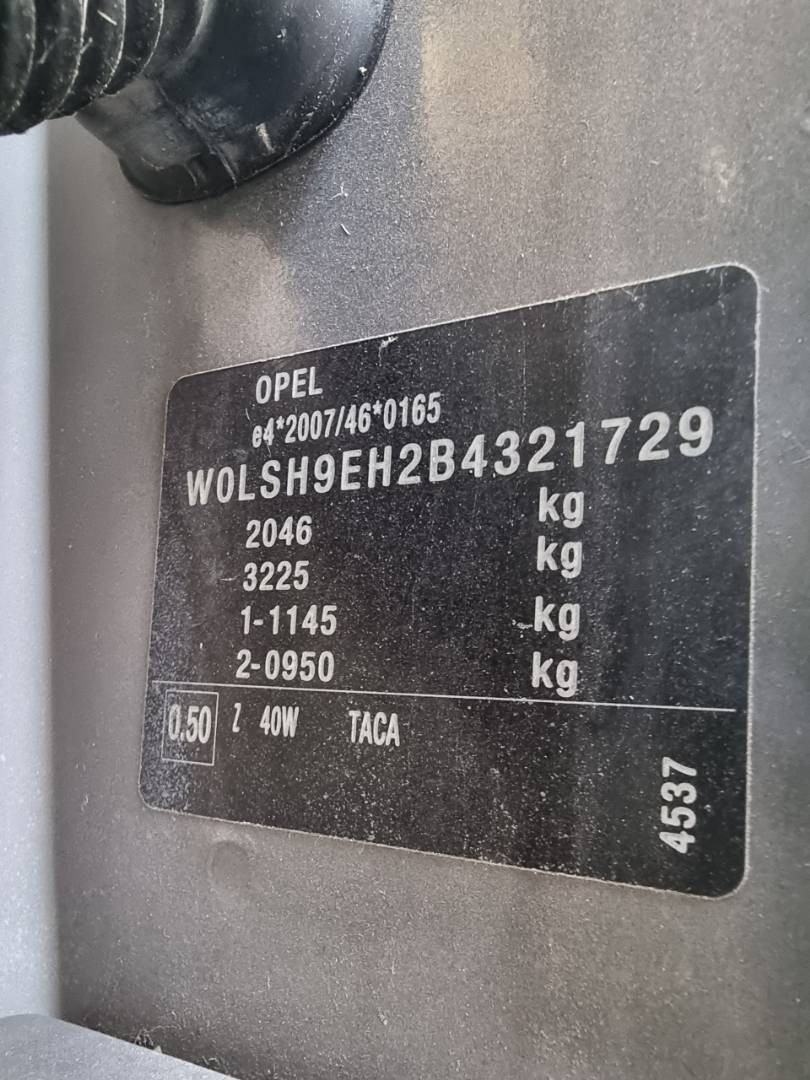 OPEL
e4*2007/46*0165
W0LSH9EH2B4321729
2046 kg
3225 kg
1-1145 kg
2-0950 kg
0.50 Z 40W TACA
4537